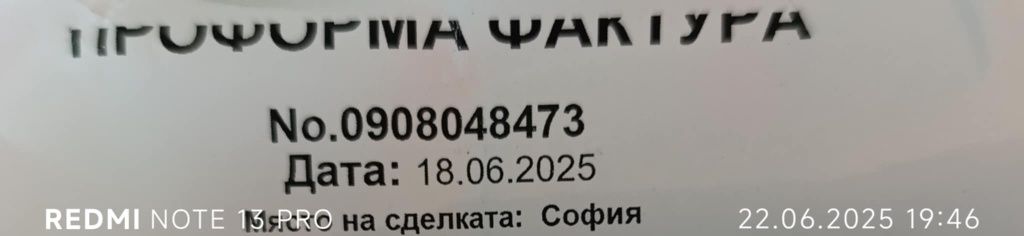 ПРОФОРМА ФАКТУРА
No.0908048473
Дата: 18.06.2025
Място на сделката: София
REDMI NOTE 13 PRO
22.06.2025 19:46